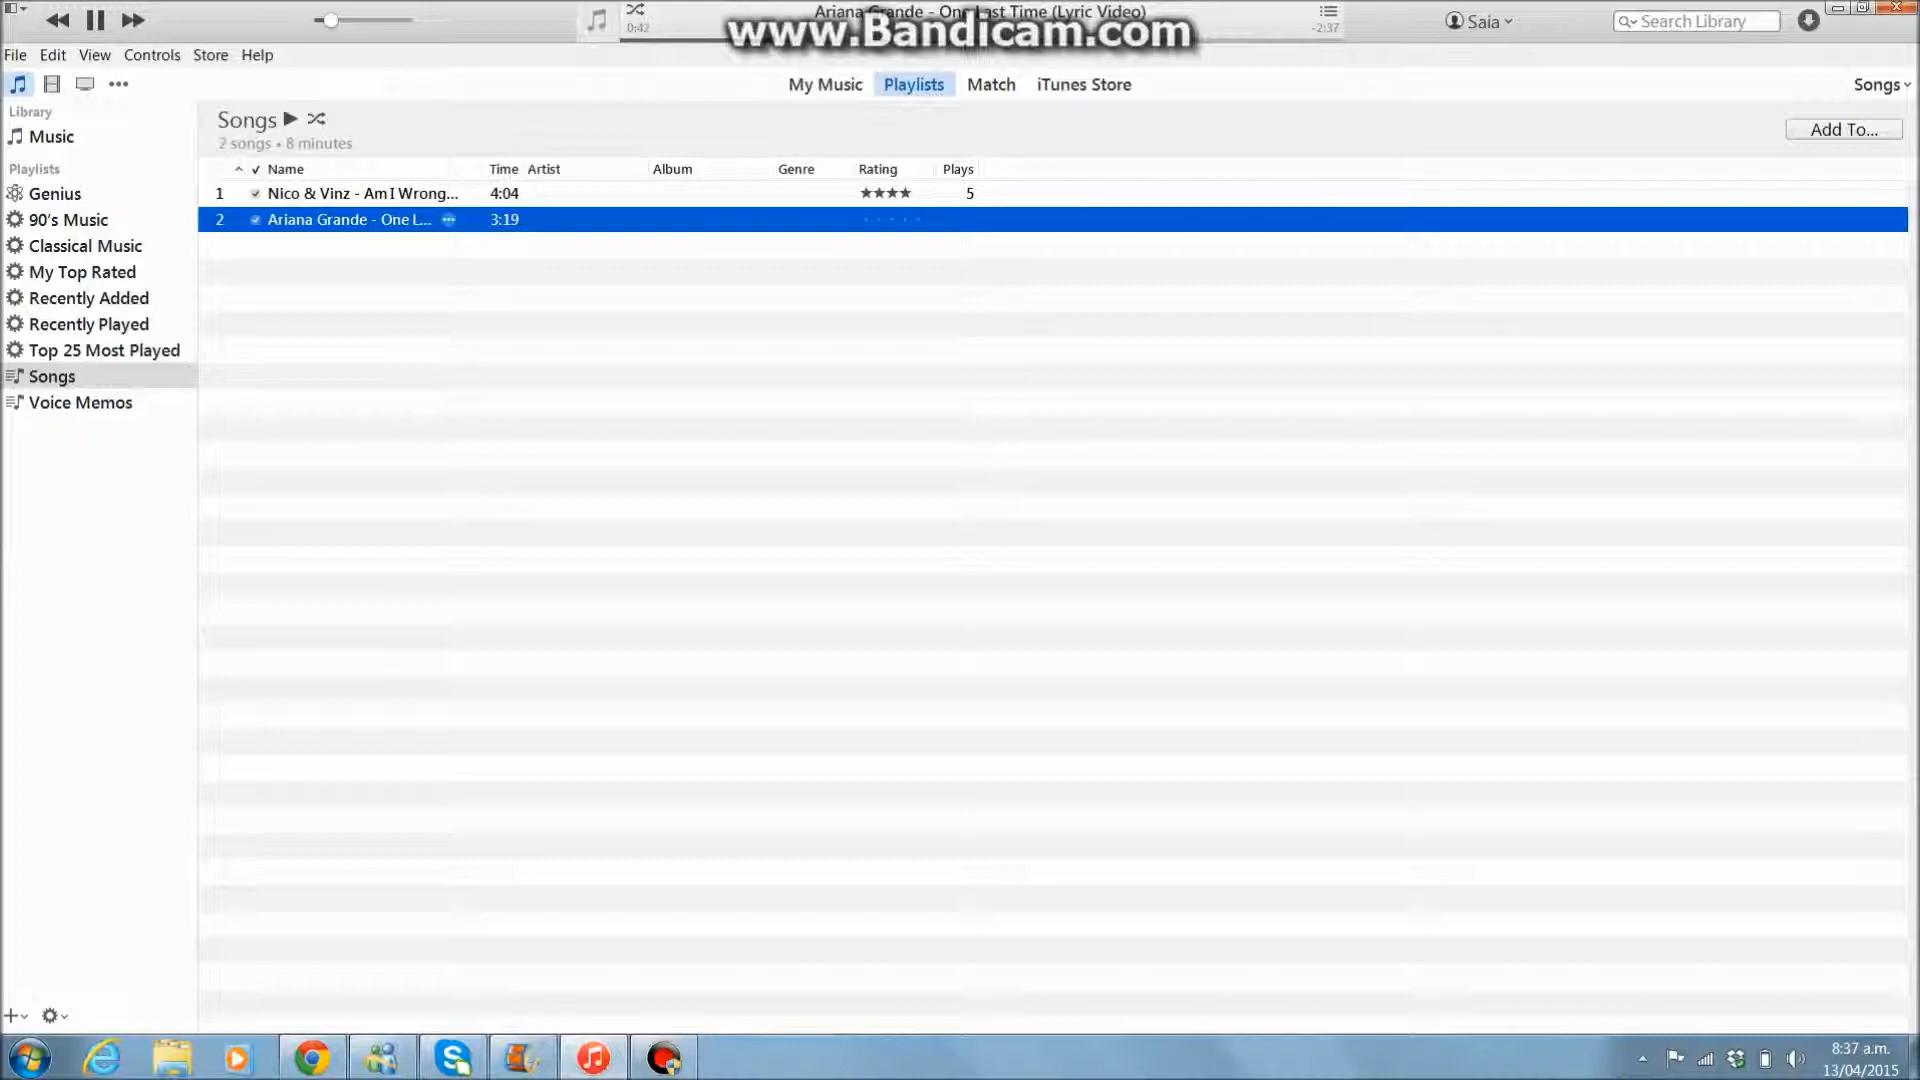 Ariana Grande - One Last Time (Lyric Video)
www.Bandicam.com
0:42
-2:37
Saia
Search Library
File Edit View Controls Store Help
My Music Playlists Match iTunes Store
Songs
Library
Music
Playlists
Genius
90's Music
Classical Music
My Top Rated
Recently Added
Recently Played
Top 25 Most Played
Songs
Voice Memos
Songs
2 songs • 8 minutes
Add To...
Name Time Artist Album Genre Rating Plays
1 Nico & Vinz - Am I Wrong... 4:04 ★★★★ 5
2 Ariana Grande - One L... 3:19
8:37 a.m.
13/04/2015